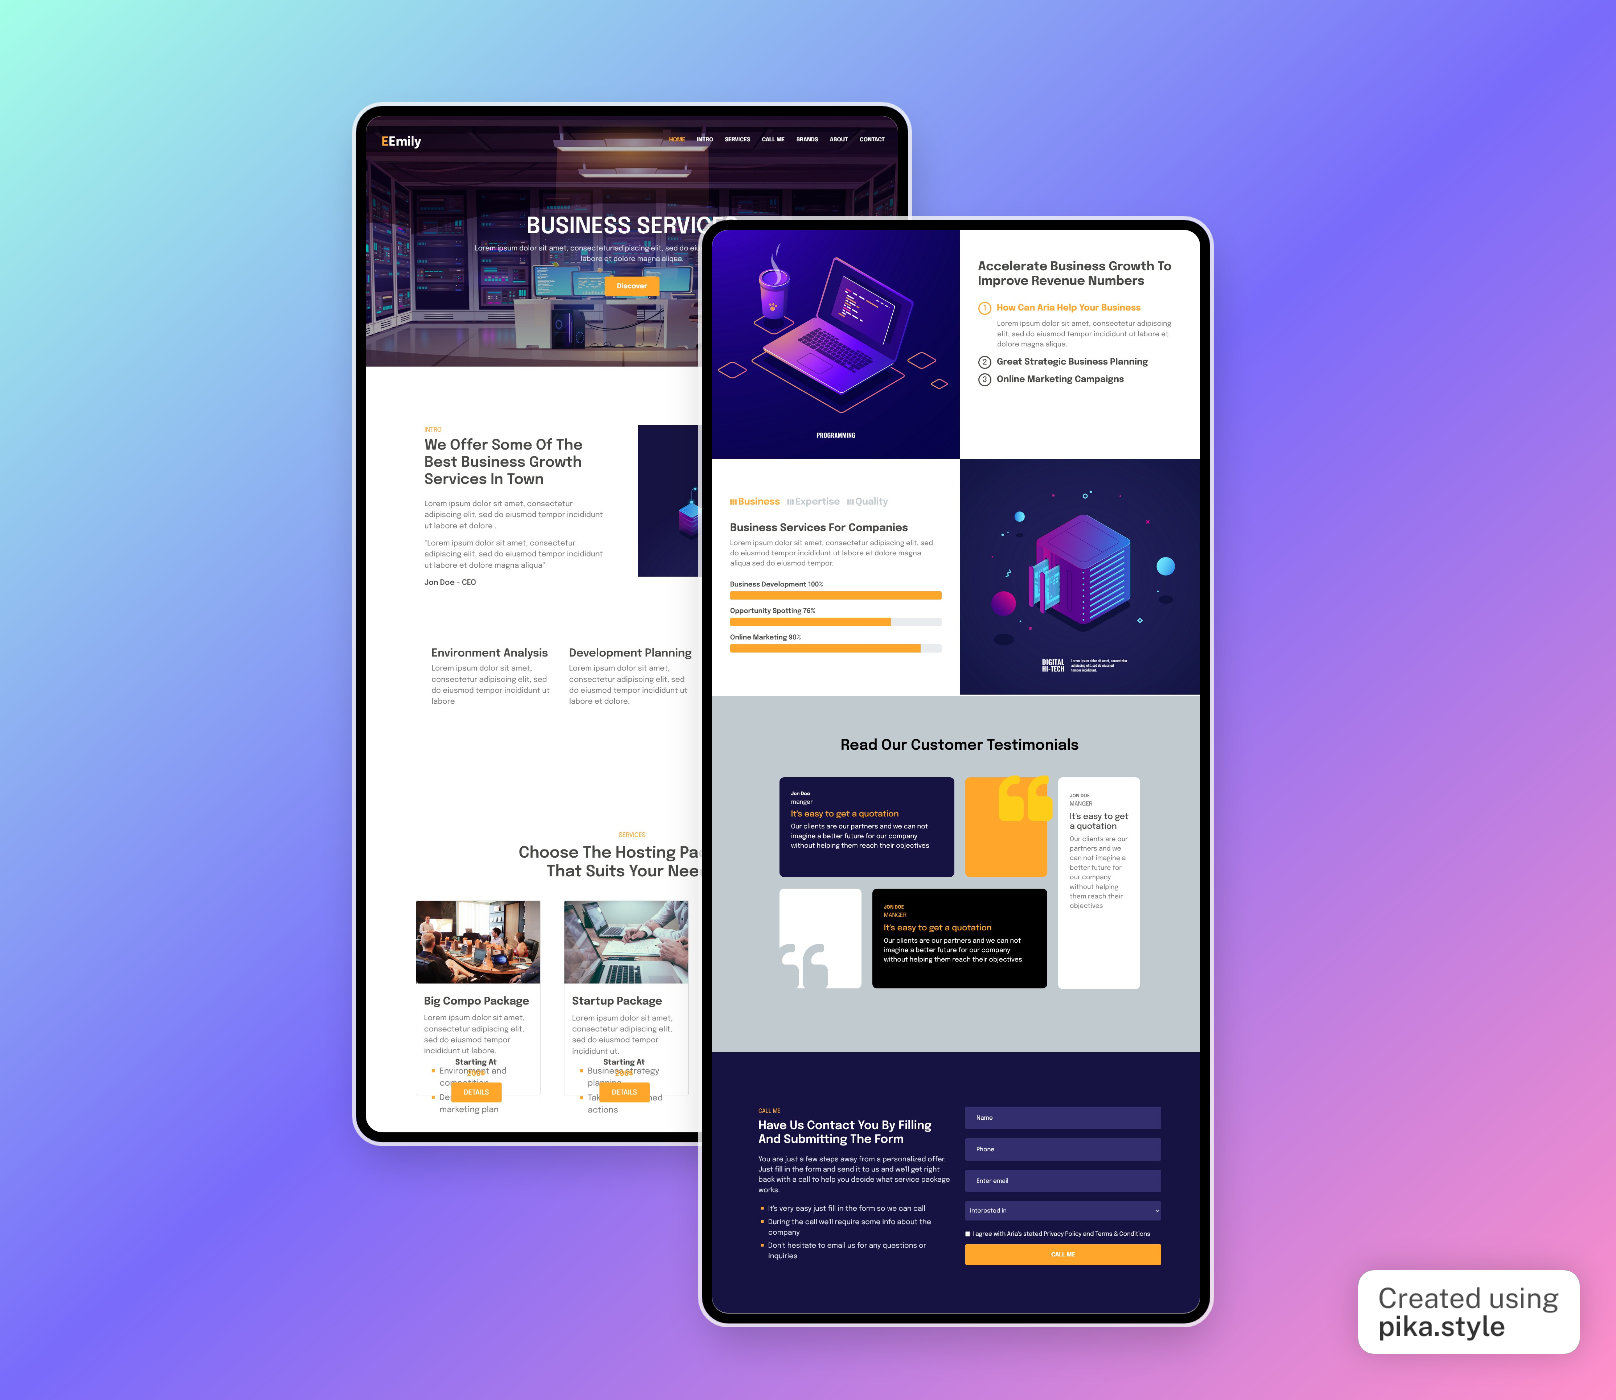 EEmily
HOME INTRO SERVICES CALL ME BRANDS ABOUT CONTACT
BUSINESS SERVICES
Lorem ipsum dolor sit amet, consectetur adipiscing elit, sed do
labore et dolore magna aliqua.
Discover
INTRO
We Offer Some Of The
Best Business Growth
Services In Town
Lorem ipsum dolor sit amet, consectetur
adipiscing elit, sed do eiusmod tempor incididunt
ut labore et dolore .
"Lorem ipsum dolor sit amet, consectetur
adipiscing elit, sed do eiusmod tempor incididunt
ut labore et dolore magna aliqua"
Jon Doe - CEO
Environment Analysis
Lorem ipsum dolor sit amet,
consectetur adipiscing elit, sed
do eiusmod tempor incididunt ut
labore
Development Planning
Lorem ipsum dolor sit amet,
consectetur adipiscing elit, sed
do eiusmod tempor incididunt ut
labore et dolore.
SERVICES
Choose The Hosting
That Suits Your
Big Compo Package
Lorem ipsum dolor sit amet,
consectetur adipiscing elit,
sed do eiusmod tempor
incididunt ut labore.
Starting At
Environment and
DETAILS
marketing plan
Startup Package
Lorem ipsum dolor sit amet,
consectetur adipiscing elit,
sed do eiusmod tempor
incididunt ut.
Starting At
Business strategy
DETAILS
actions
PROGRAMMING
Accelerate Business Growth To
Improve Revenue Numbers
1 How Can Aria Help Your Business
Lorem ipsum dolor sit amet, consectetur adipiscing
elit, sed do eiusmod tempor incididunt ut labore et
dolore magna aliqua.
2 Great Strategic Business Planning
3 Online Marketing Campaigns
Business Expertise Quality
Business Services For Companies
Lorem ipsum dolor sit amet, consectetur adipiscing elit, sed
do eiusmod tempor incididunt ut labore et dolore magna
aliqua sed do eiusmod tempor.
Business Development 100%
Opportunity Spotting 76%
Online Marketing 90%
DIGITAL
HI-TECH
Read Our Customer Testimonials
Jon Doe
manger
It's easy to get a quotation
Our clients are our partners and we can not
imagine a better future for our company
without helping them reach their objectives
JON DOE
MANGER
It's easy to get
a quotation
Our clients are our
partners and we
can not imagine a
better future for
our company
without helping
them reach their
objectives
JON DOE
MANGER
It's easy to get a quotation
Our clients are our partners and we can not
imagine a better future for our company
without helping them reach their objectives
CALL ME
Have Us Contact You By Filling
And Submitting The Form
You are just a few steps away from a personalized offer.
Just fill in the form and send it to us and we'll get right
back with a call to help you decide what service package
works.
It's very easy just fill in the form so we can call
During the call we'll require some info about the
company
Don't hesitate to email us for any questions or
inquiries
Name
Phone
Enter email
Interested in
I agree with Aria's stated Privacy Policy and Terms & Conditions
CALL ME
Created using
pika.style